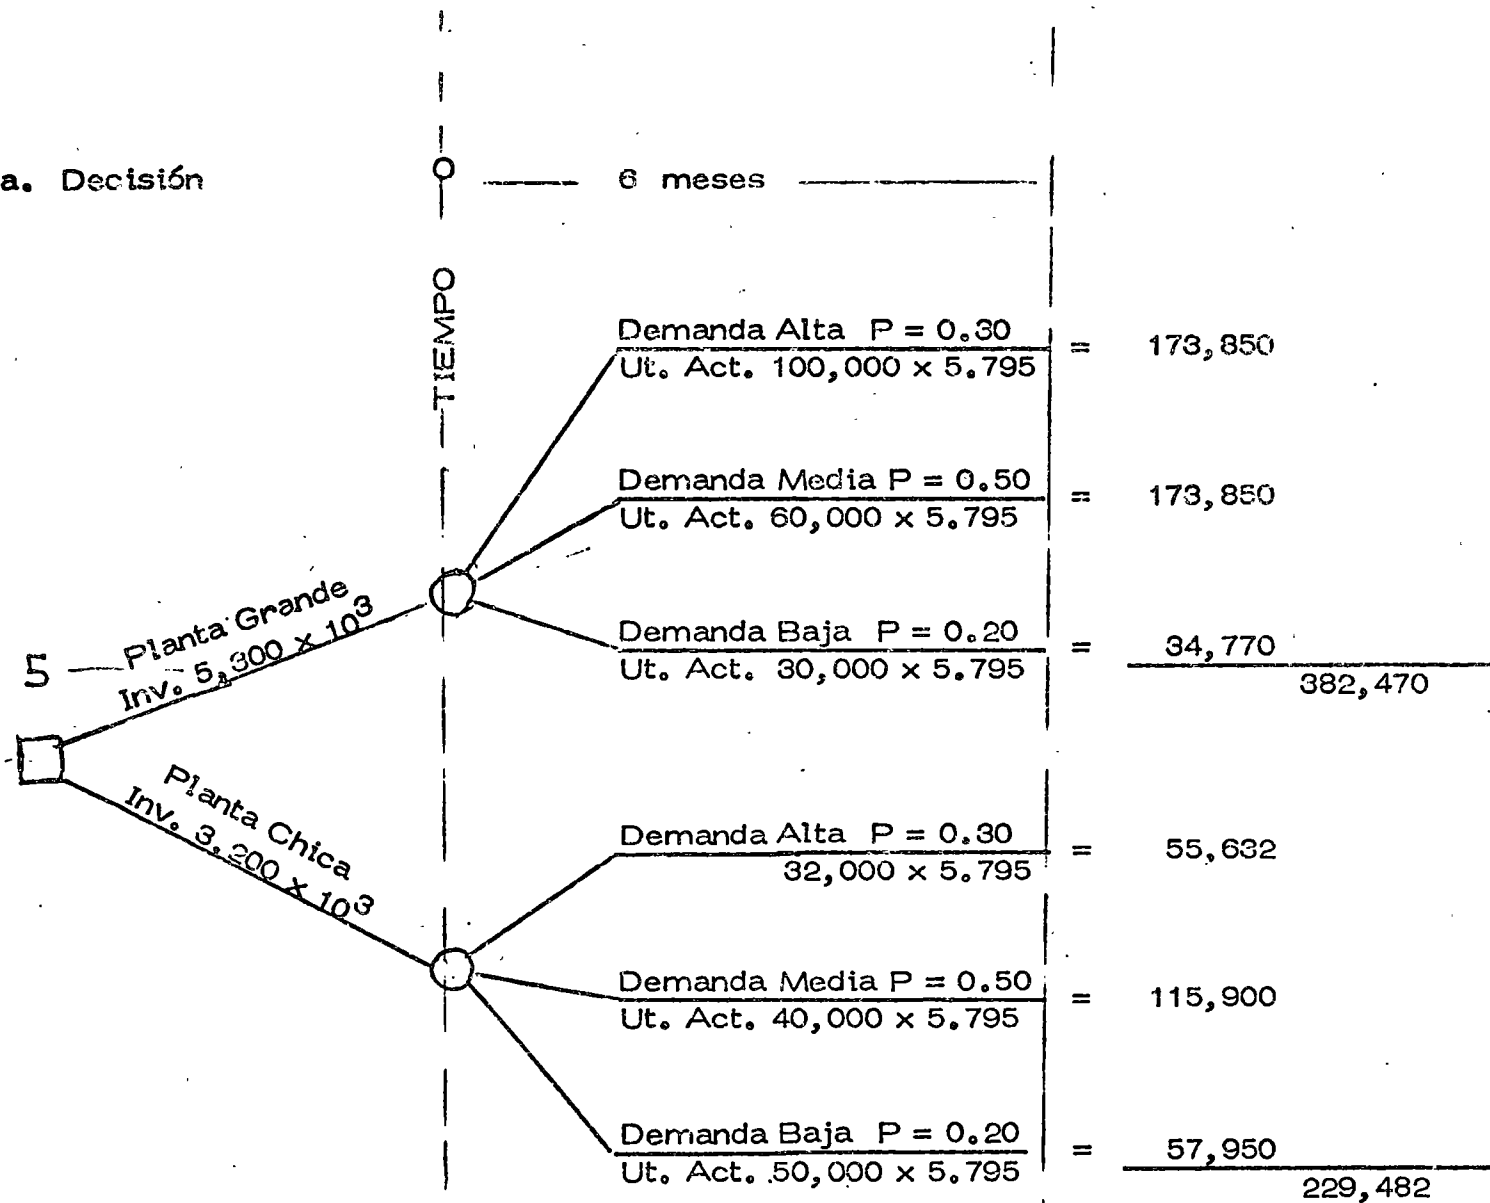 a. Decisión
O
6 meses
TIEMPO
Demanda Alta P = 0.30
Ut. Act. 100,000 x 5.795
= 173,850
Demanda Media P = 0.50
Ut. Act. 60,000 x 5.795
= 173,850
Demanda Baja P = 0.20
Ut. Act. 30,000 x 5.795
= 34,770
382,470
5
Planta Grande
Inv. 5,300 x 10³
Planta Chica
Inv. 3,200 x 10³
Demanda Alta P = 0.30
32,000 x 5.795
= 55,632
Demanda Media P = 0.50
Ut. Act. 40,000 x 5.795
= 115,900
Demanda Baja P = 0.20
Ut. Act. 50,000 x 5.795
= 57,950
229,482